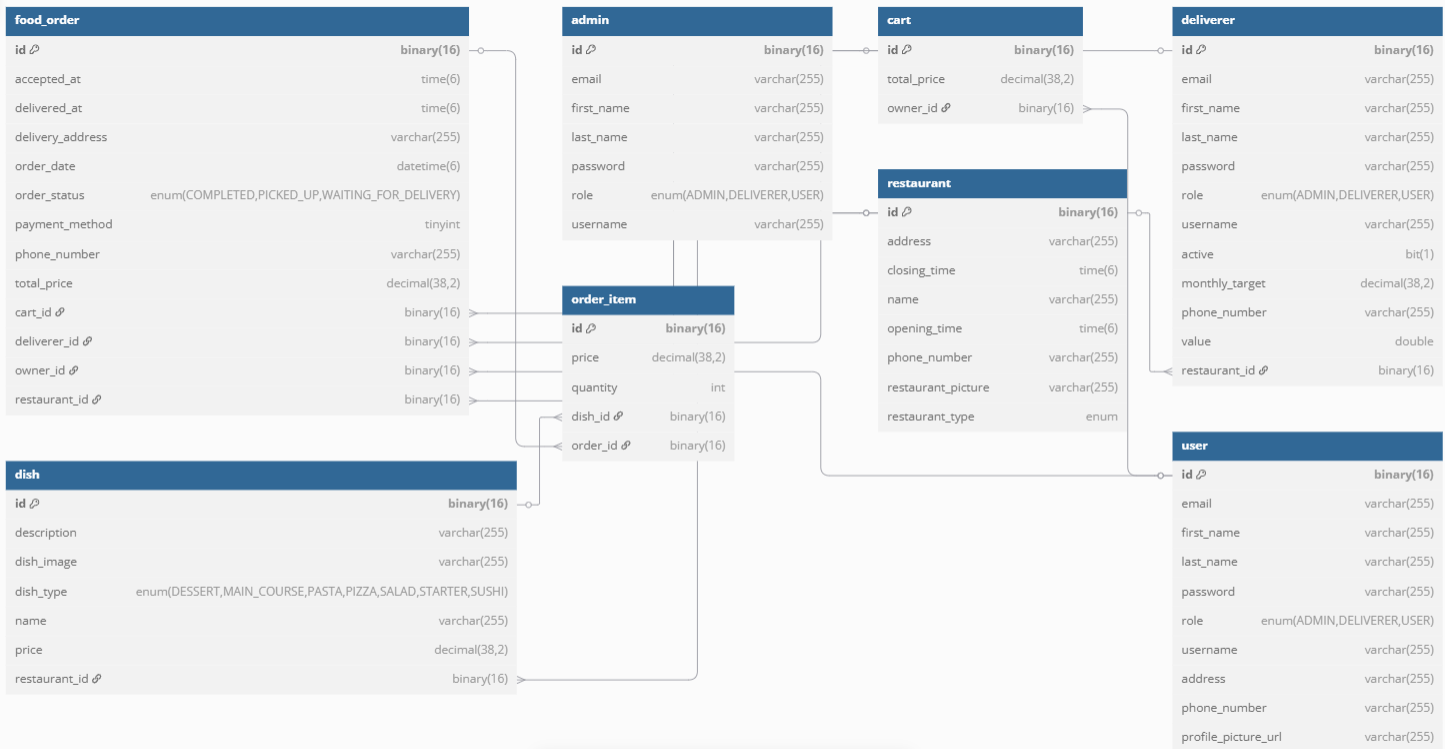 food_order
id binary(16)
accepted_at time(6)
delivered_at time(6)
delivery_address varchar(255)
order_date datetime(6)
order_status enum(COMPLETED,PICKED_UP,WAITING_FOR_DELIVERY)
payment_method tinyint
phone_number varchar(255)
total_price decimal(38,2)
cart_id binary(16)
deliverer_id binary(16)
owner_id binary(16)
restaurant_id binary(16)
admin
id binary(16)
email varchar(255)
first_name varchar(255)
last_name varchar(255)
password varchar(255)
role enum(ADMIN,DELIVERER,USER)
username varchar(255)
cart
id binary(16)
total_price decimal(38,2)
owner_id binary(16)
deliverer
id binary(16)
email varchar(255)
first_name varchar(255)
last_name varchar(255)
password varchar(255)
role enum(ADMIN,DELIVERER,USER)
username varchar(255)
active bit(1)
monthly_target decimal(38,2)
phone_number varchar(255)
value double
restaurant_id binary(16)
restaurant
id binary(16)
address varchar(255)
closing_time time(6)
name varchar(255)
opening_time time(6)
phone_number varchar(255)
restaurant_picture varchar(255)
restaurant_type enum
order_item
id binary(16)
price decimal(38,2)
quantity int
dish_id binary(16)
order_id binary(16)
dish
id binary(16)
description varchar(255)
dish_image varchar(255)
dish_type enum(DESSERT,MAIN_COURSE,PASTA,PIZZA,SALAD,STARTER,SUSHI)
name varchar(255)
price decimal(38,2)
restaurant_id binary(16)
user
id binary(16)
email varchar(255)
first_name varchar(255)
last_name varchar(255)
password varchar(255)
role enum(ADMIN,DELIVERER,USER)
username varchar(255)
address varchar(255)
phone_number varchar(255)
profile_picture_url varchar(255)